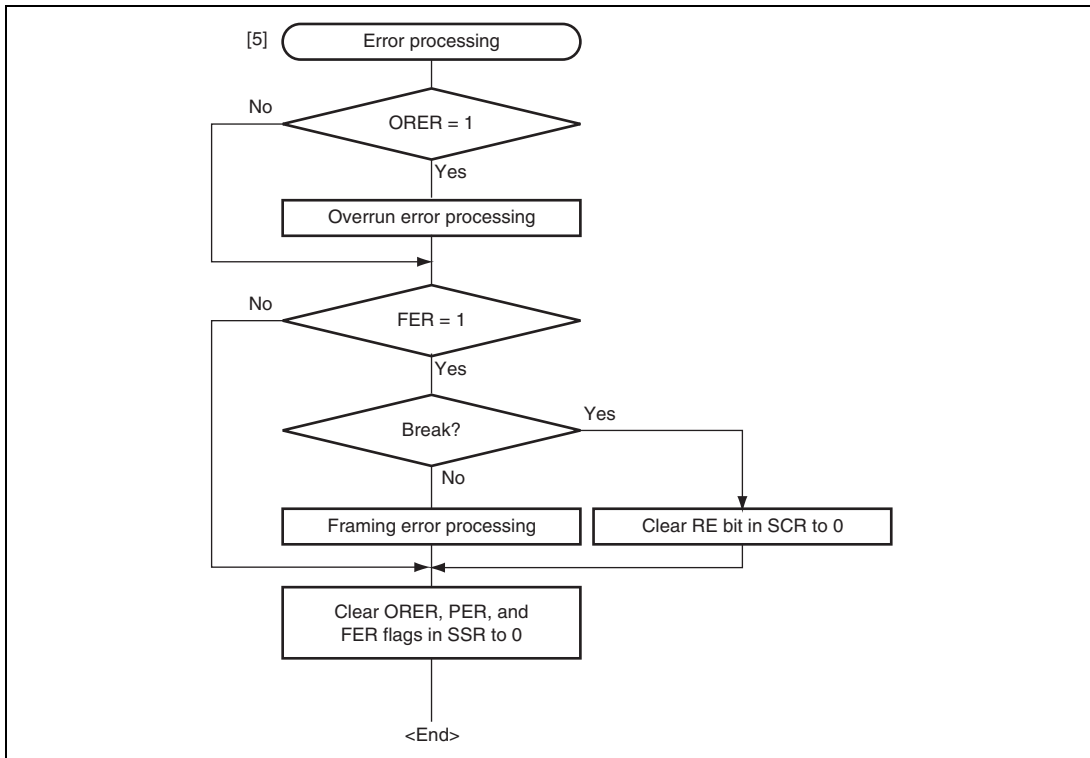 [5] Error processing
No
ORER = 1
Yes
Overrun error processing
No
FER = 1
Yes
Break?
Yes
No
Framing error processing
Clear RE bit in SCR to 0
Clear ORER, PER, and
FER flags in SSR to 0
<End>